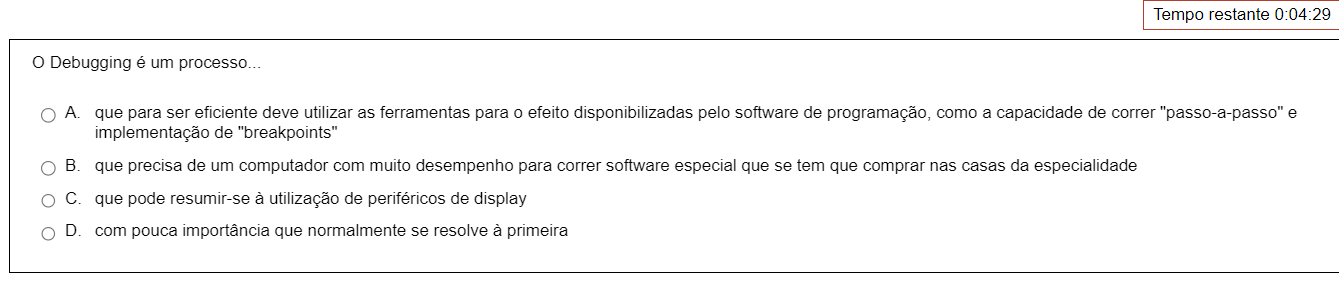 Tempo restante 0:04:29
O Debugging é um processo...
A. que para ser eficiente deve utilizar as ferramentas para o efeito disponibilizadas pelo software de programação, como a capacidade de correr "passo-a-passo" e
implementação de "breakpoints"
B. que precisa de um computador com muito desempenho para correr software especial que se tem que comprar nas casas da especialidade
C. que pode resumir-se à utilização de periféricos de display
D. com pouca importância que normalmente se resolve à primeira